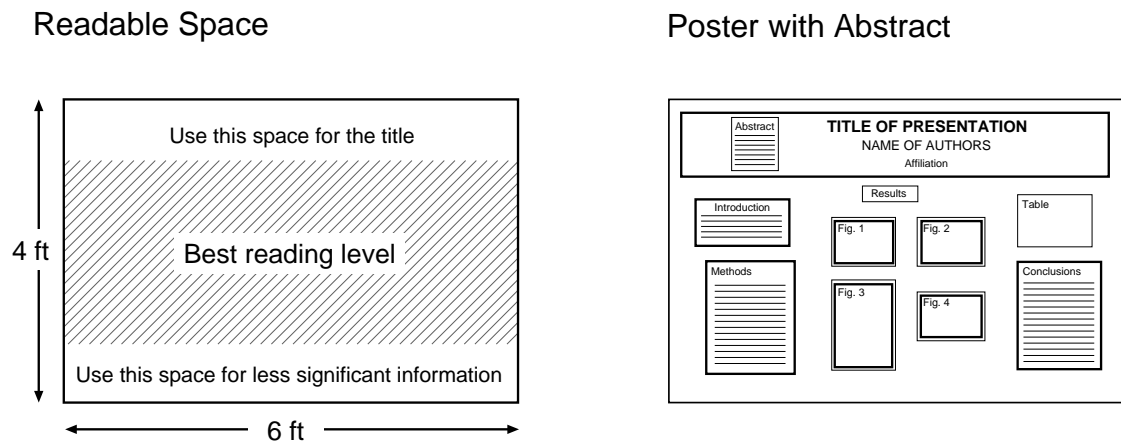 Readable Space
Use this space for the title
Best reading level
Use this space for less significant information
4 ft
6 ft
Poster with Abstract
Abstract
TITLE OF PRESENTATION
NAME OF AUTHORS
Affiliation
Results
Introduction
Methods
Fig. 1
Fig. 2
Fig. 3
Fig. 4
Table
Conclusions